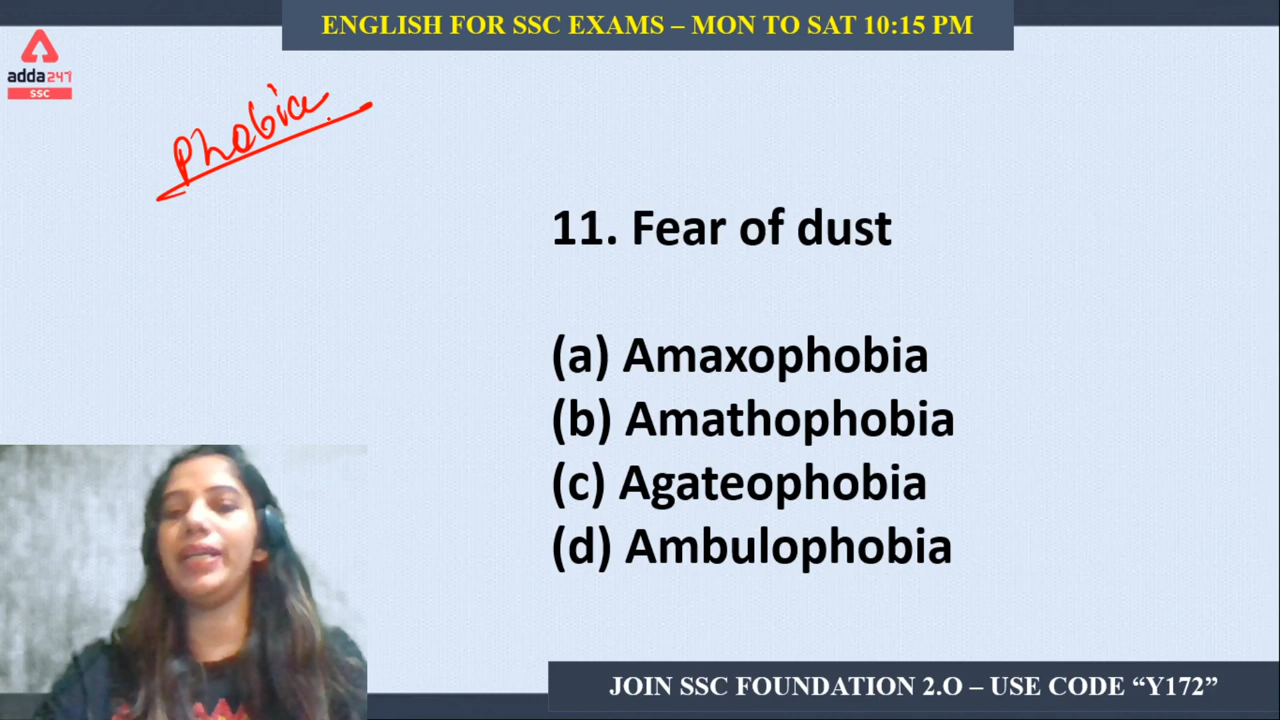 ENGLISH FOR SSC EXAMS – MON TO SAT 10:15 PM
adda247
SSC
Phobia
11. Fear of dust
(a) Amaxophobia
(b) Amathophobia
(c) Agateophobia
(d) Ambulophobia
JOIN SSC FOUNDATION 2.O – USE CODE “Y172”